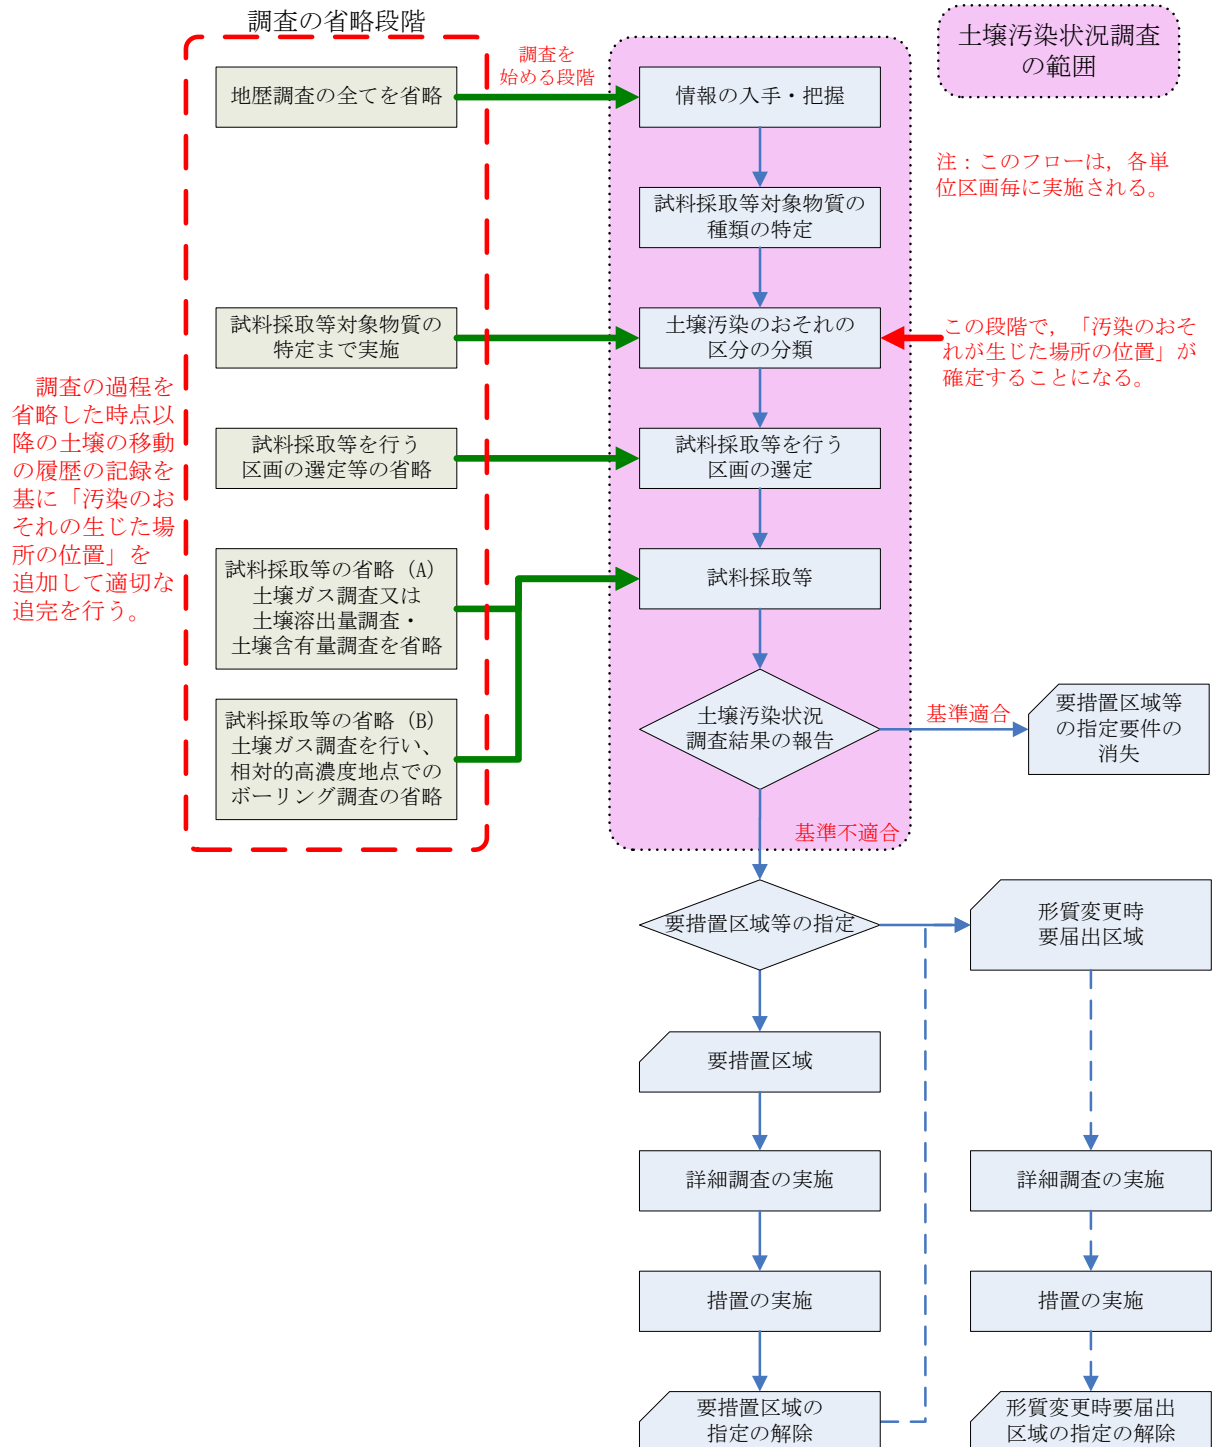 調査の省略段階
土壌汚染状況調査
の範囲
調査を
始める段階
地歴調査の全てを省略
情報の入手・把握
注：このフローは，各単
位区画毎に実施される。
試料採取等対象物質の
種類の特定
試料採取等対象物質の
特定まで実施
土壌汚染のおそれの
区分の分類
この段階で，「汚染のおそ
れが生じた場所の位置」が
確定することになる。
調査の過程を
省略した時点以
降の土壌の移動
の履歴の記録を
基に「汚染のお
それの生じた場
所の位置」を
追加して適切な
追完を行う。
試料採取等を行う
区画の選定等の省略
試料採取等を行う
区画の選定
試料採取等の省略（A）
土壌ガス調査又は
土壌溶出量調査・
土壌含有量調査を省略
試料採取等
試料採取等の省略（B）
土壌ガス調査を行い、
相対的高濃度地点での
ボーリング調査の省略
土壌汚染状況
調査結果の報告
基準適合
要措置区域等
の指定要件の
消失
基準不適合
要措置区域等の指定
形質変更時
要届出区域
要措置区域
詳細調査の実施
詳細調査の実施
措置の実施
措置の実施
要措置区域の
指定の解除
形質変更時要届出
区域の指定の解除